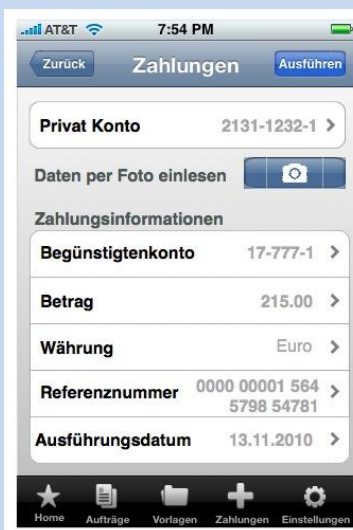 AT&T 7:54 PM
Zurück Zahlungen Ausführen
Privat Konto 2131-1232-1
Daten per Foto einlesen
Zahlungsinformationen
Begünstigtenkonto 17-777-1
Betrag 215.00
Währung Euro
Referenznummer 0000 00001 564
5798 54781
Ausführungsdatum 13.11.2010
Home Aufträge Vorlagen Zahlungen Einstellungen